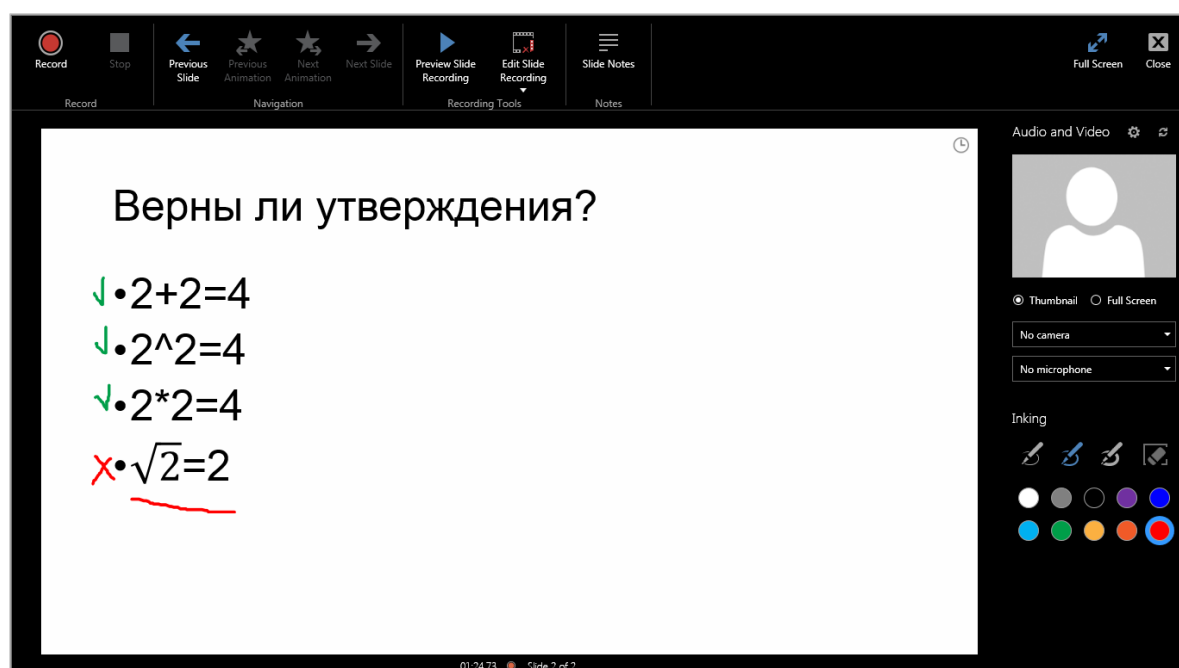 Record
Stop
Previous Slide
Previous Animation
Next Animation
Next Slide
Preview Slide Recording
Edit Slide Recording
Slide Notes
Full Screen
X Close
Record
Navigation
Recording Tools
Notes
Верны ли утверждения?
•2+2=4
•2^2=4
•2*2=4
x•√2=2
Audio and Video
Thumbnail Full Screen
No camera
No microphone
Inking
01:24.73 Slide 2 of 2